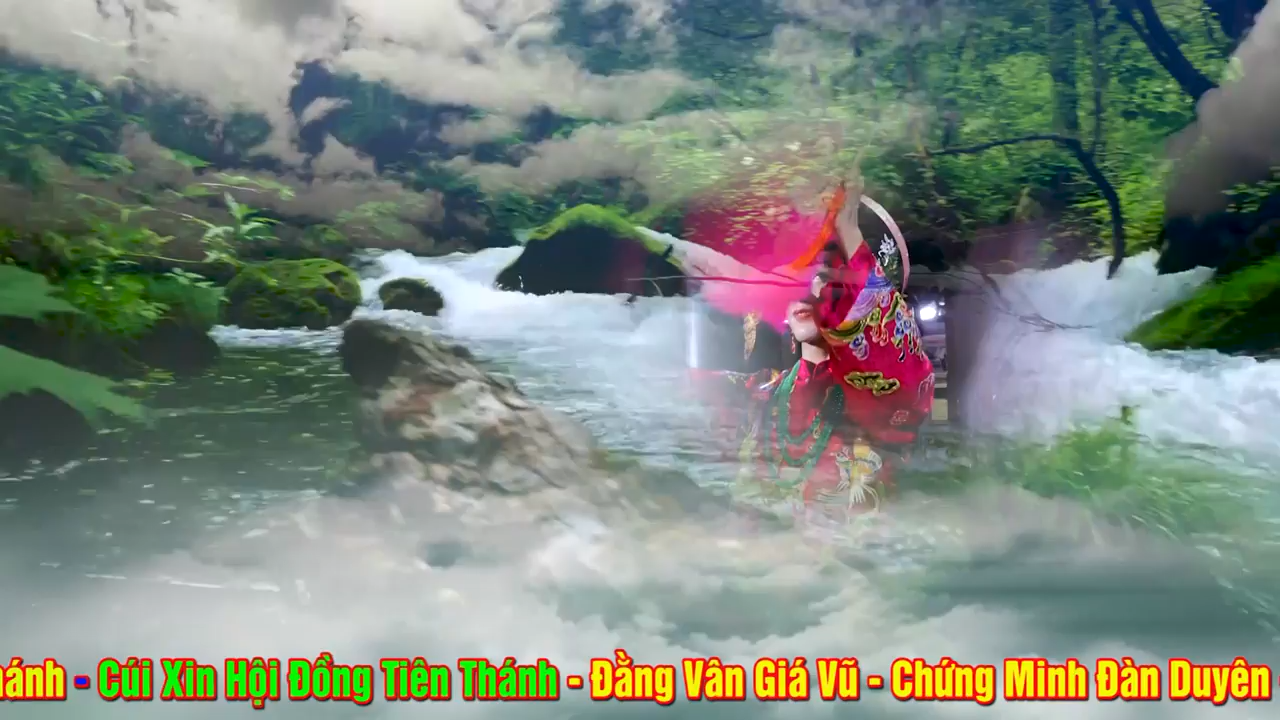 - Cúi Xin Hội Đồng Tiên Thánh - Đằng Vân Giá Vũ - Chứng Minh Đàn Duyên